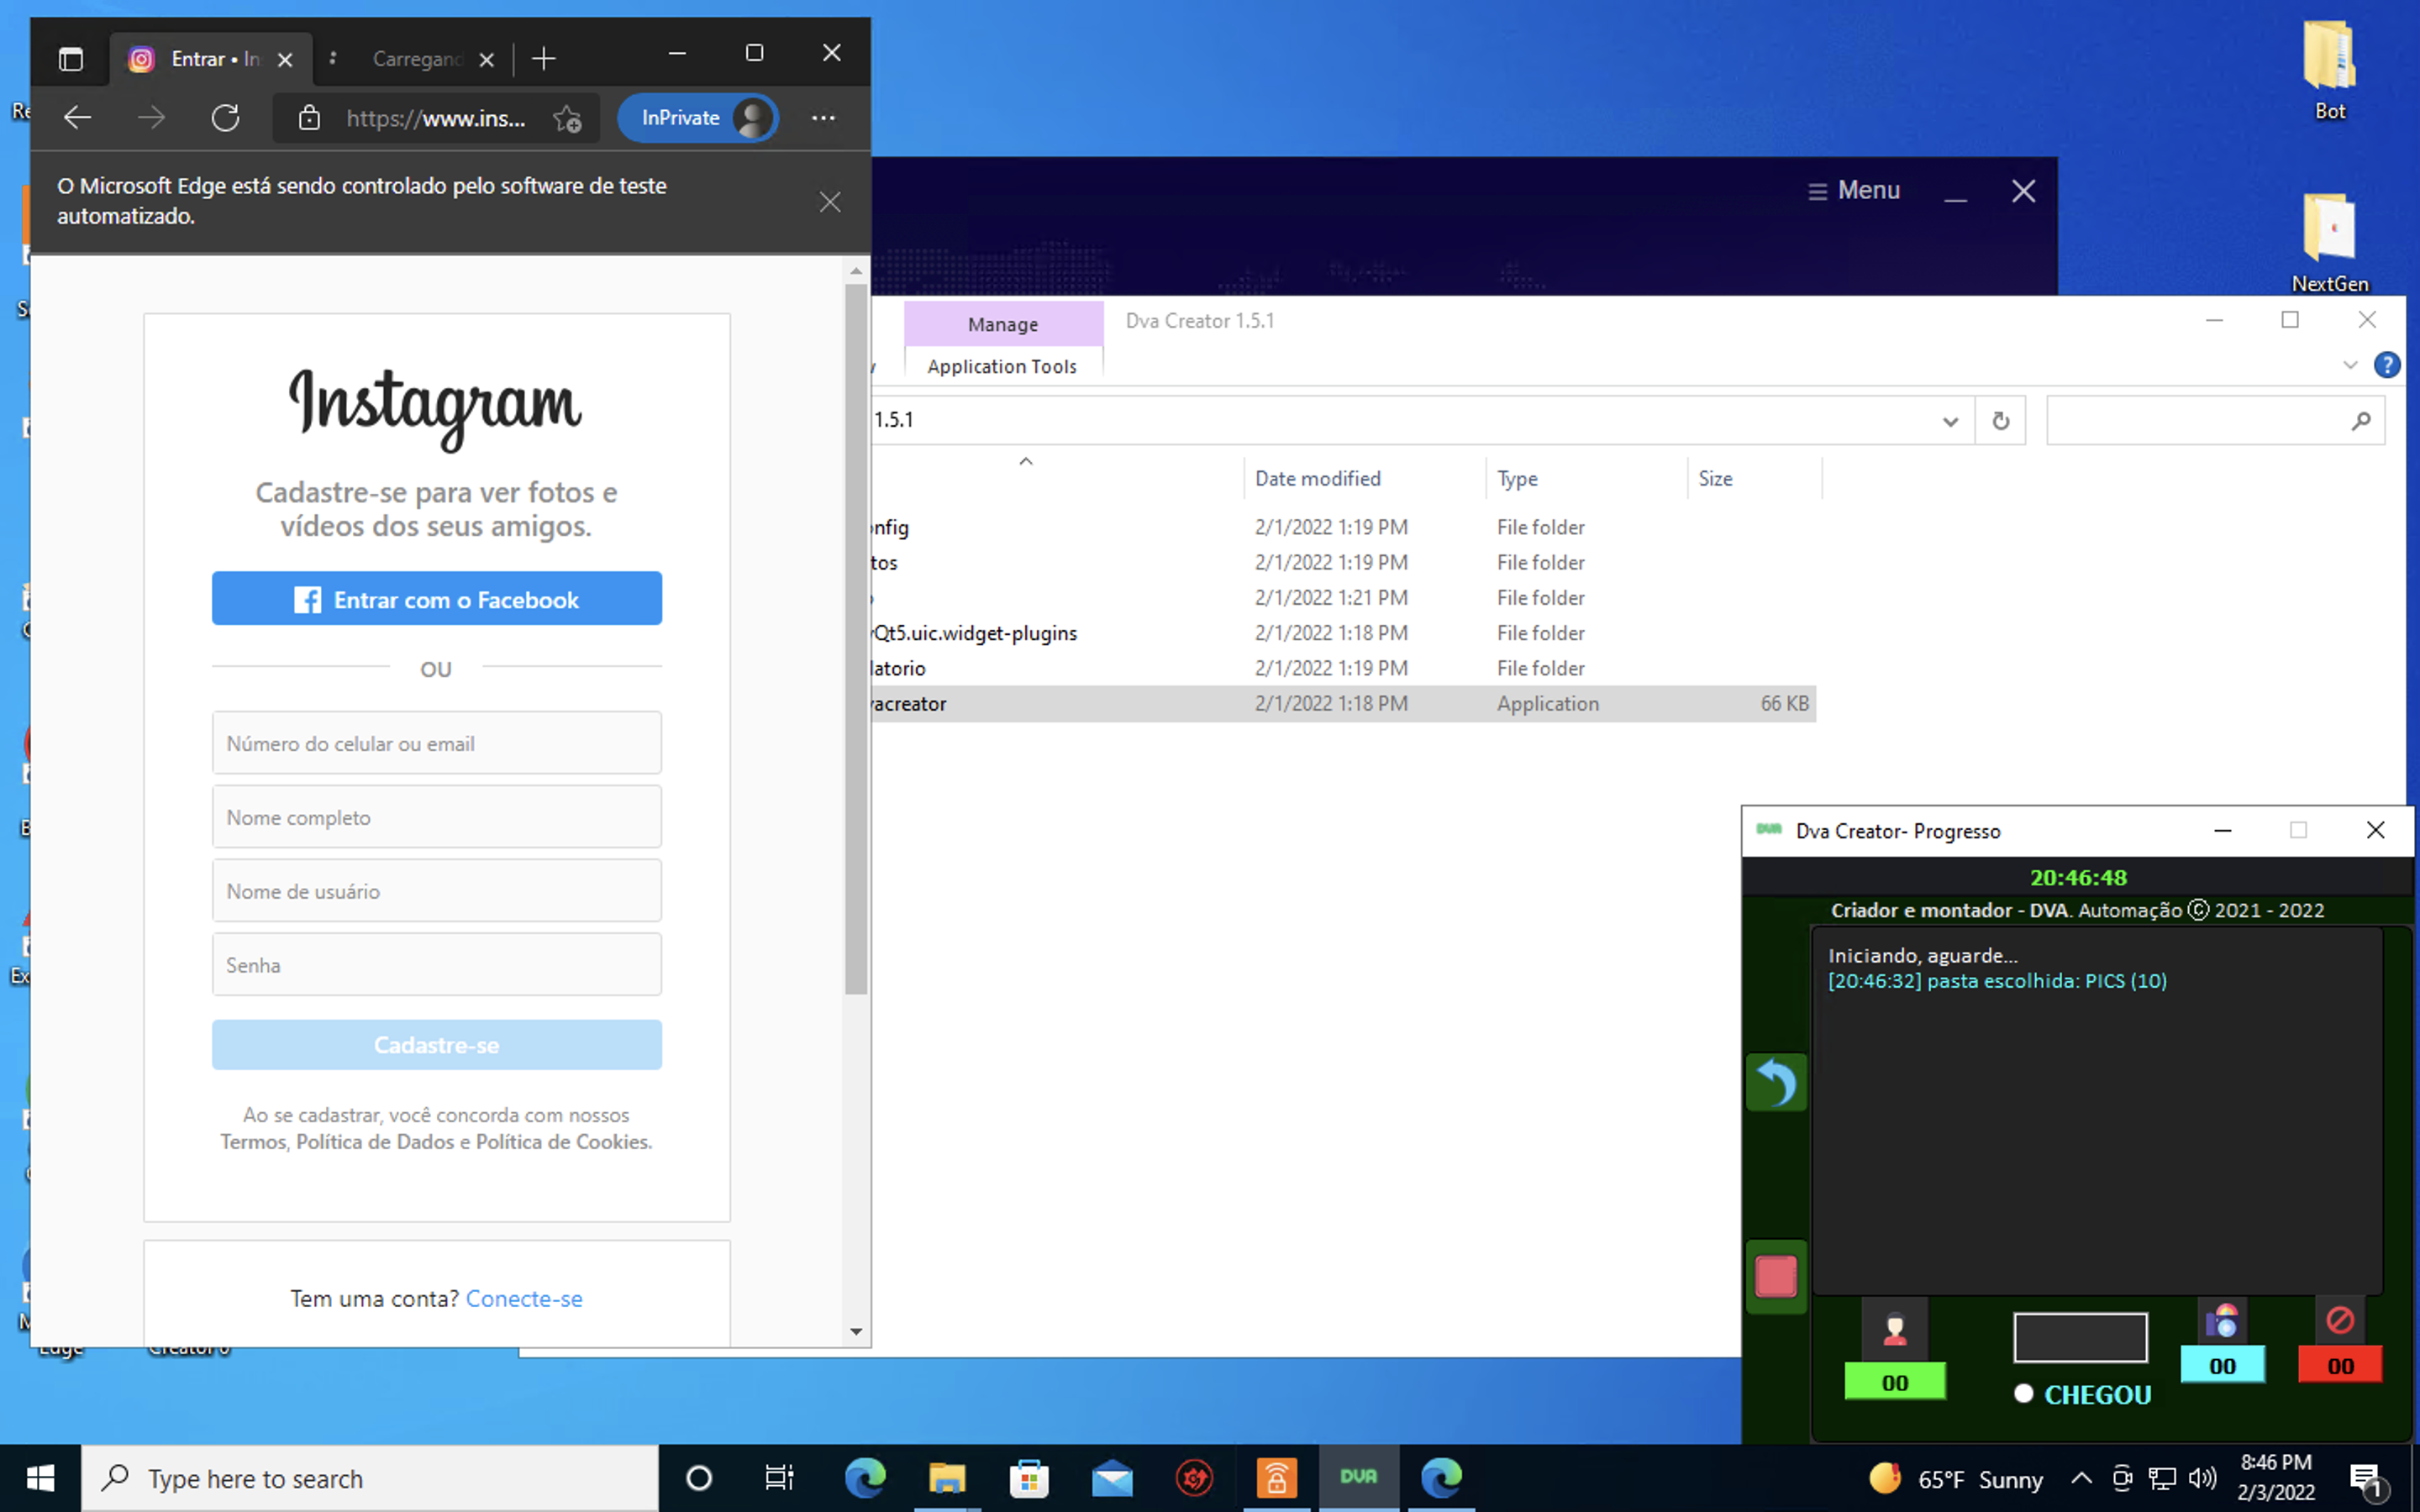 Entrar • In
Carregand
https://www.ins...
InPrivate
O Microsoft Edge está sendo controlado pelo software de teste
automatizado.
Instagram
Cadastre-se para ver fotos e
vídeos dos seus amigos.
Entrar com o Facebook
OU
Número do celular ou email
Nome completo
Nome de usuário
Senha
Cadastre-se
Ao se cadastrar, você concorda com nossos
Termos, Política de Dados e Política de Cookies.
Tem uma conta? Conecte-se
Edge
Menu
Bot
NextGen
Manage
Dva Creator 1.5.1
Application Tools
1.5.1
Date modified Type Size
nfig 2/1/2022 1:19 PM File folder
tos 2/1/2022 1:19 PM File folder
2/1/2022 1:21 PM File folder
Qt5.uic.widget-plugins 2/1/2022 1:18 PM File folder
latorio 2/1/2022 1:19 PM File folder
acreator 2/1/2022 1:18 PM Application 66 KB
DVA Dva Creator- Progresso
20:46:48
Criador e montador - DVA. Automação © 2021 - 2022
Iniciando, aguarde...
[20:46:32] pasta escolhida: PICS (10)
00
CHEGOU
00
00
Type here to search
DVA
65°F Sunny
8:46 PM
2/3/2022
1